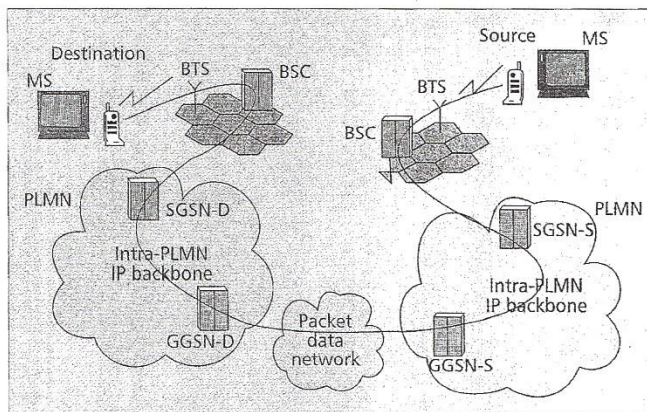 Destination
MS
BTS
BSC
Source
MS
BTS
BSC
PLMN
SGSN-D
Intra-PLMN
IP backbone
GGSN-D
Packet
data
network
SGSN-S
PLMN
Intra-PLMN
IP backbone
GGSN-S